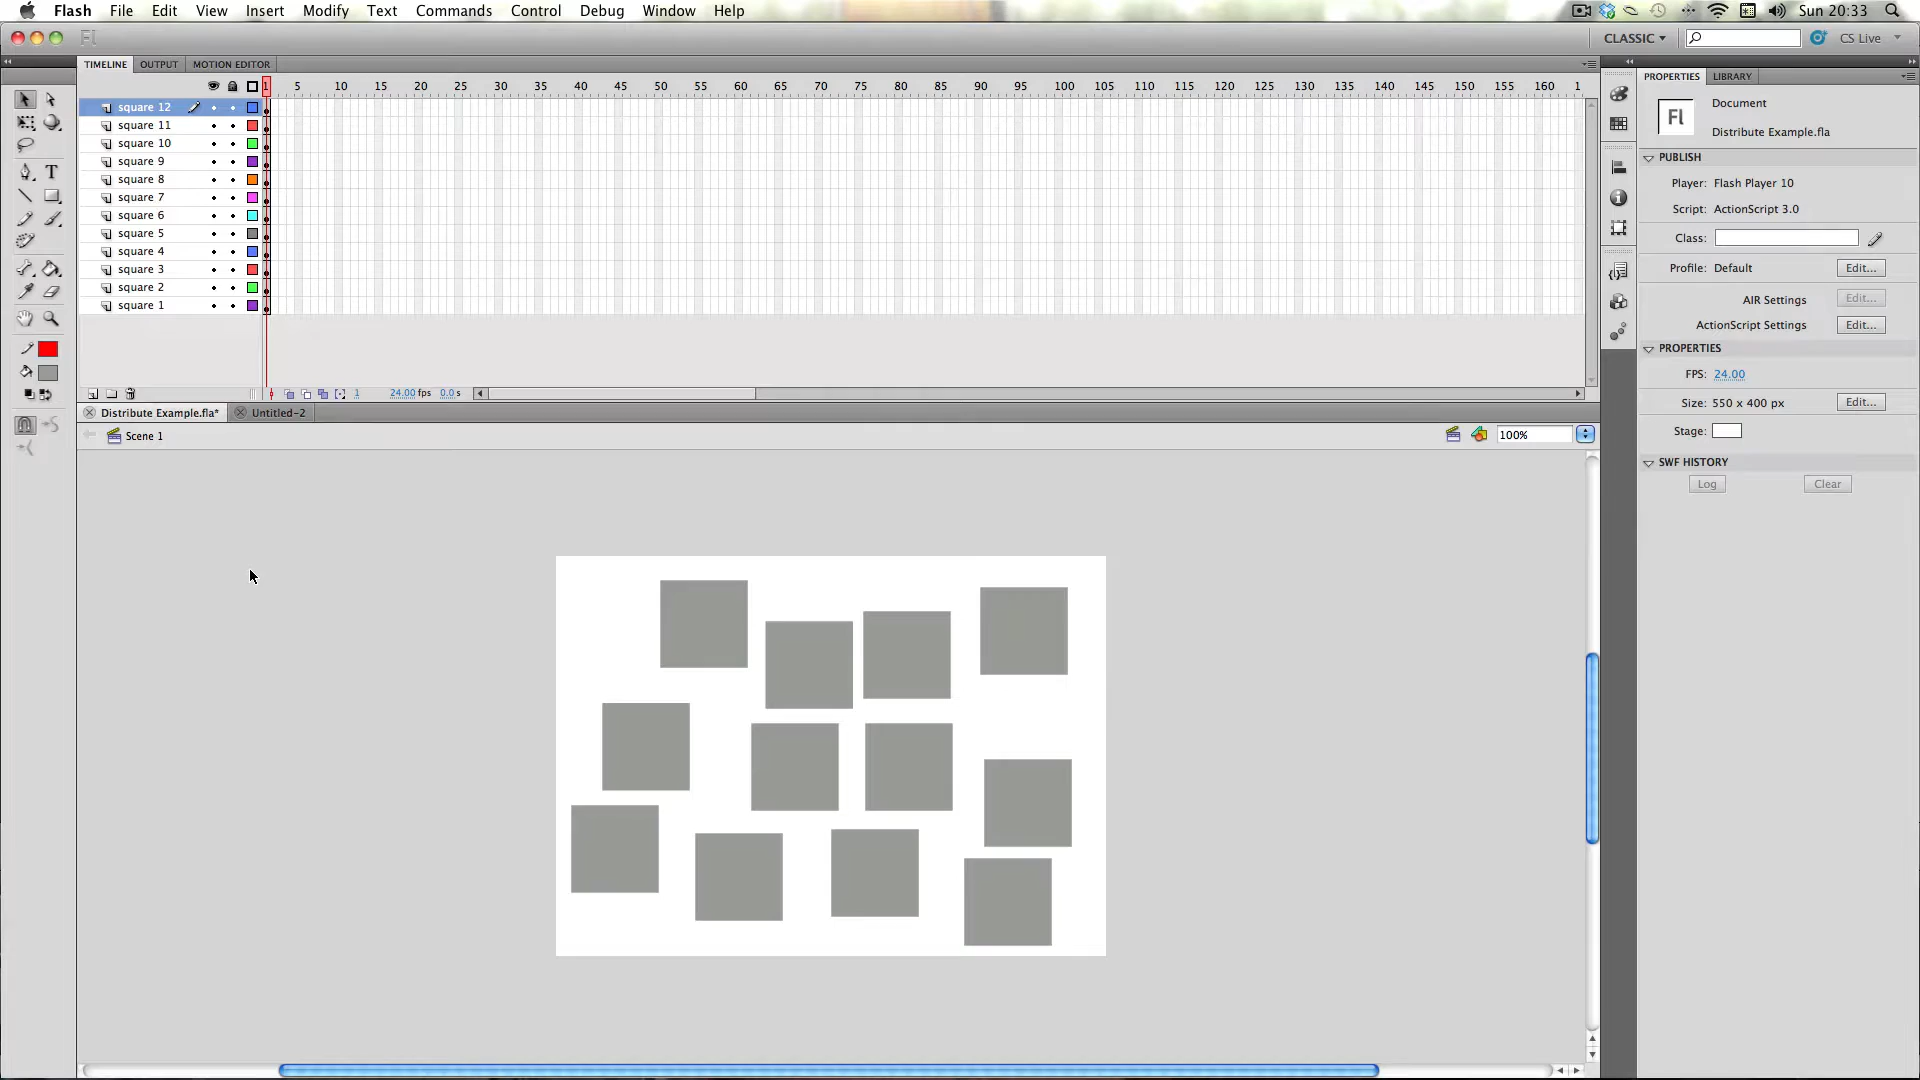 Flash File Edit View Insert Modify Text Commands Control Debug Window Help Sun 20:33
Fl CLASSIC CS Live
TIMELINE OUTPUT MOTION EDITOR
PROPERTIES LIBRARY
1 5 10 15 20 25 30 35 40 45 50 55 60 65 70 75 80 85 90 95 100 105 110 115 120 125 130 135 140 145 150 155 160 1
square 12
square 11
square 10
square 9
square 8
square 7
square 6
square 5
square 4
square 3
square 2
square 1
1 24.00 fps 0.0 s
Distribute Example.fla* Untitled-2
Scene 1 100%
T
Fl
Document
Distribute Example.fla
PUBLISH
Player: Flash Player 10
Script: ActionScript 3.0
Class:
Profile: Default Edit...
AIR Settings Edit...
ActionScript Settings Edit...
PROPERTIES
FPS: 24.00
Size: 550 x 400 px Edit...
Stage:
SWF HISTORY
Log Clear